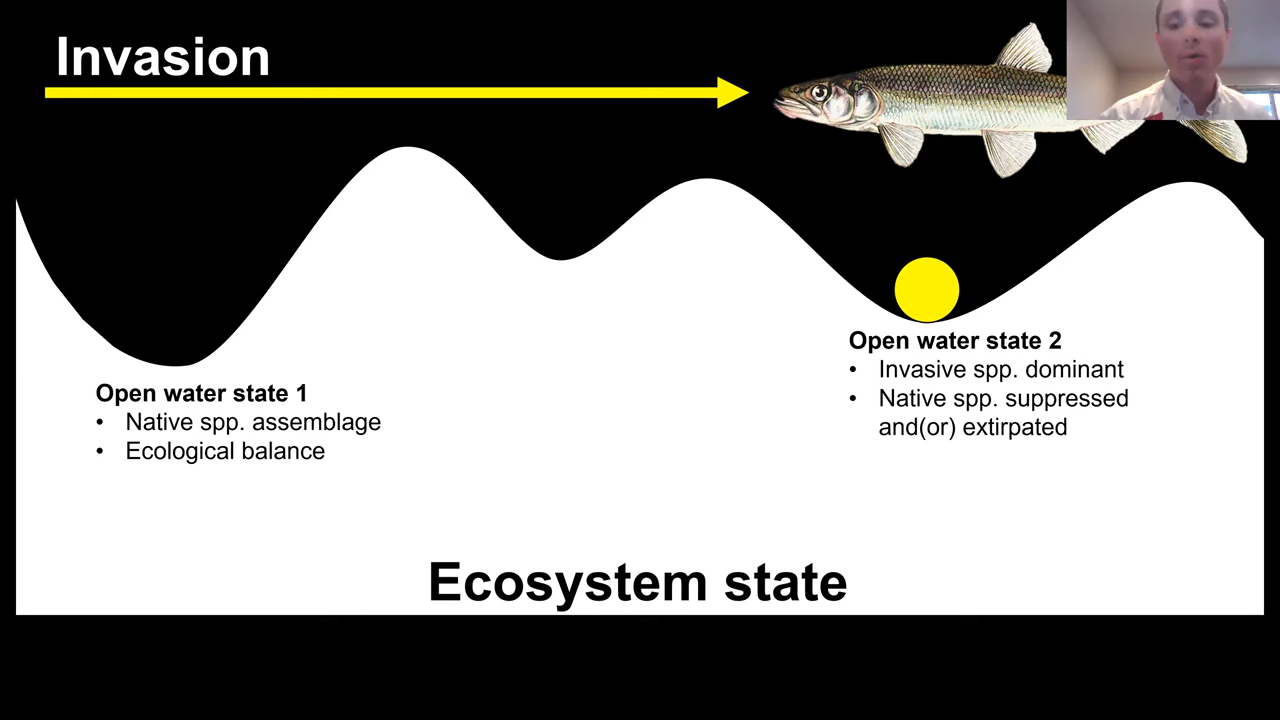 Invasion
Open water state 1
• Native spp. assemblage
• Ecological balance
Open water state 2
• Invasive spp. dominant
• Native spp. suppressed
and(or) extirpated
Ecosystem state